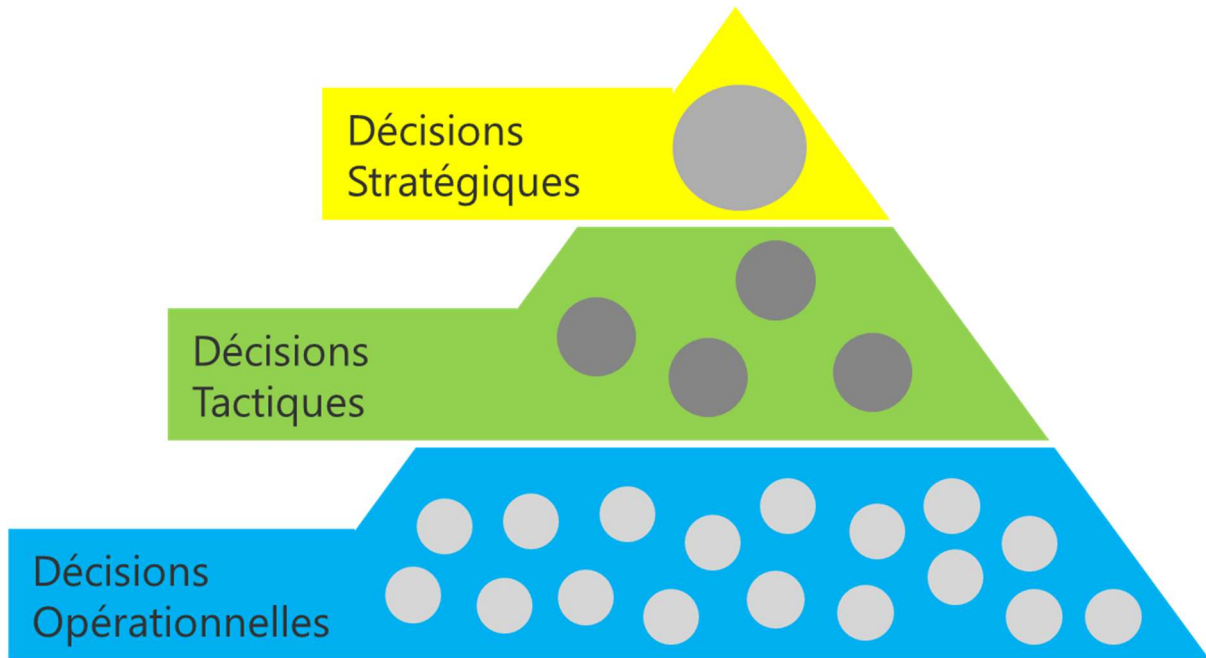 Décisions
Stratégiques
Décisions
Tactiques
Décisions
Opérationnelles